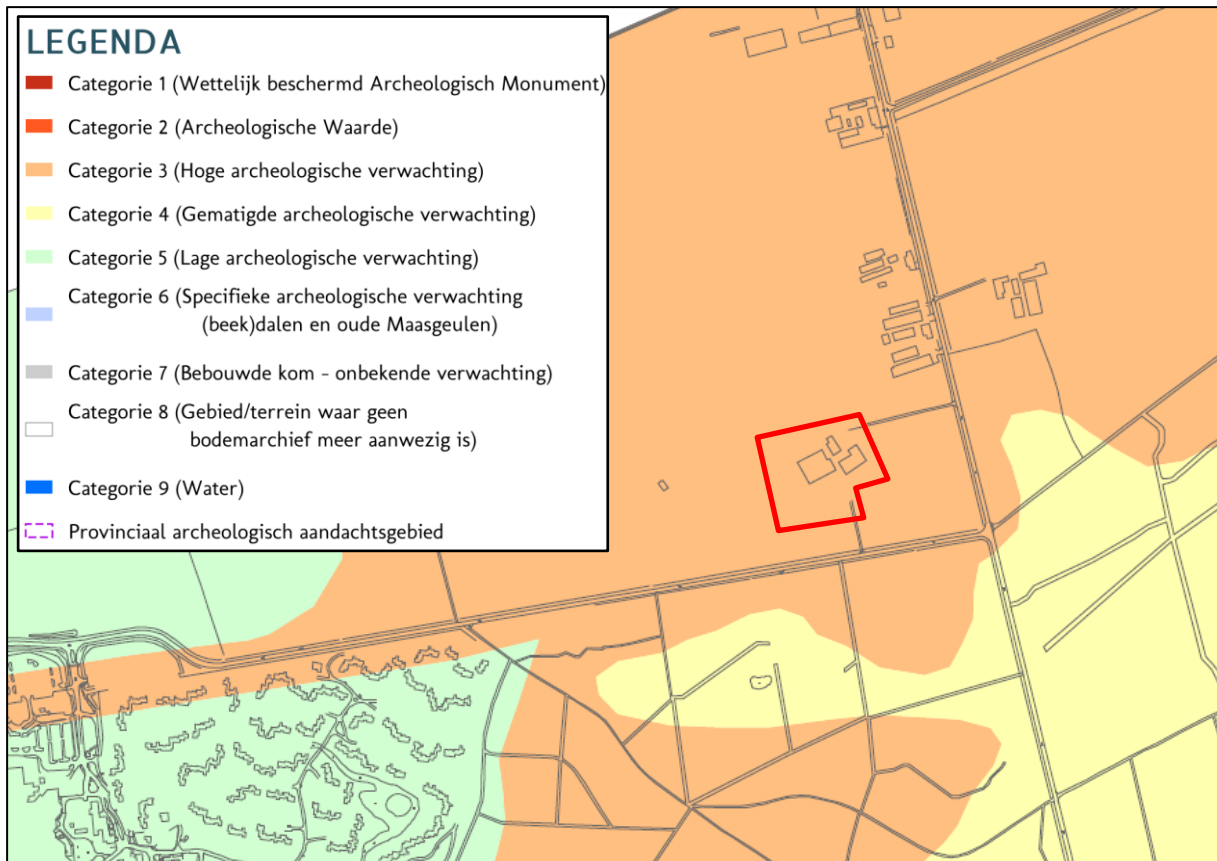 LEGENDA
Categorie 1 (Wettelijk beschermd Archeologisch Monument)
Categorie 2 (Archeologische Waarde)
Categorie 3 (Hoge archeologische verwachting)
Categorie 4 (Gematigde archeologische verwachting)
Categorie 5 (Lage archeologische verwachting)
Categorie 6 (Specifieke archeologische verwachting
(beek)dalen en oude Maasgeulen)
Categorie 7 (Bebouwde kom - onbekende verwachting)
Categorie 8 (Gebied/terrein waar geen
bodemarchief meer aanwezig is)
Categorie 9 (Water)
Provinciaal archeologisch aandachtsgebied